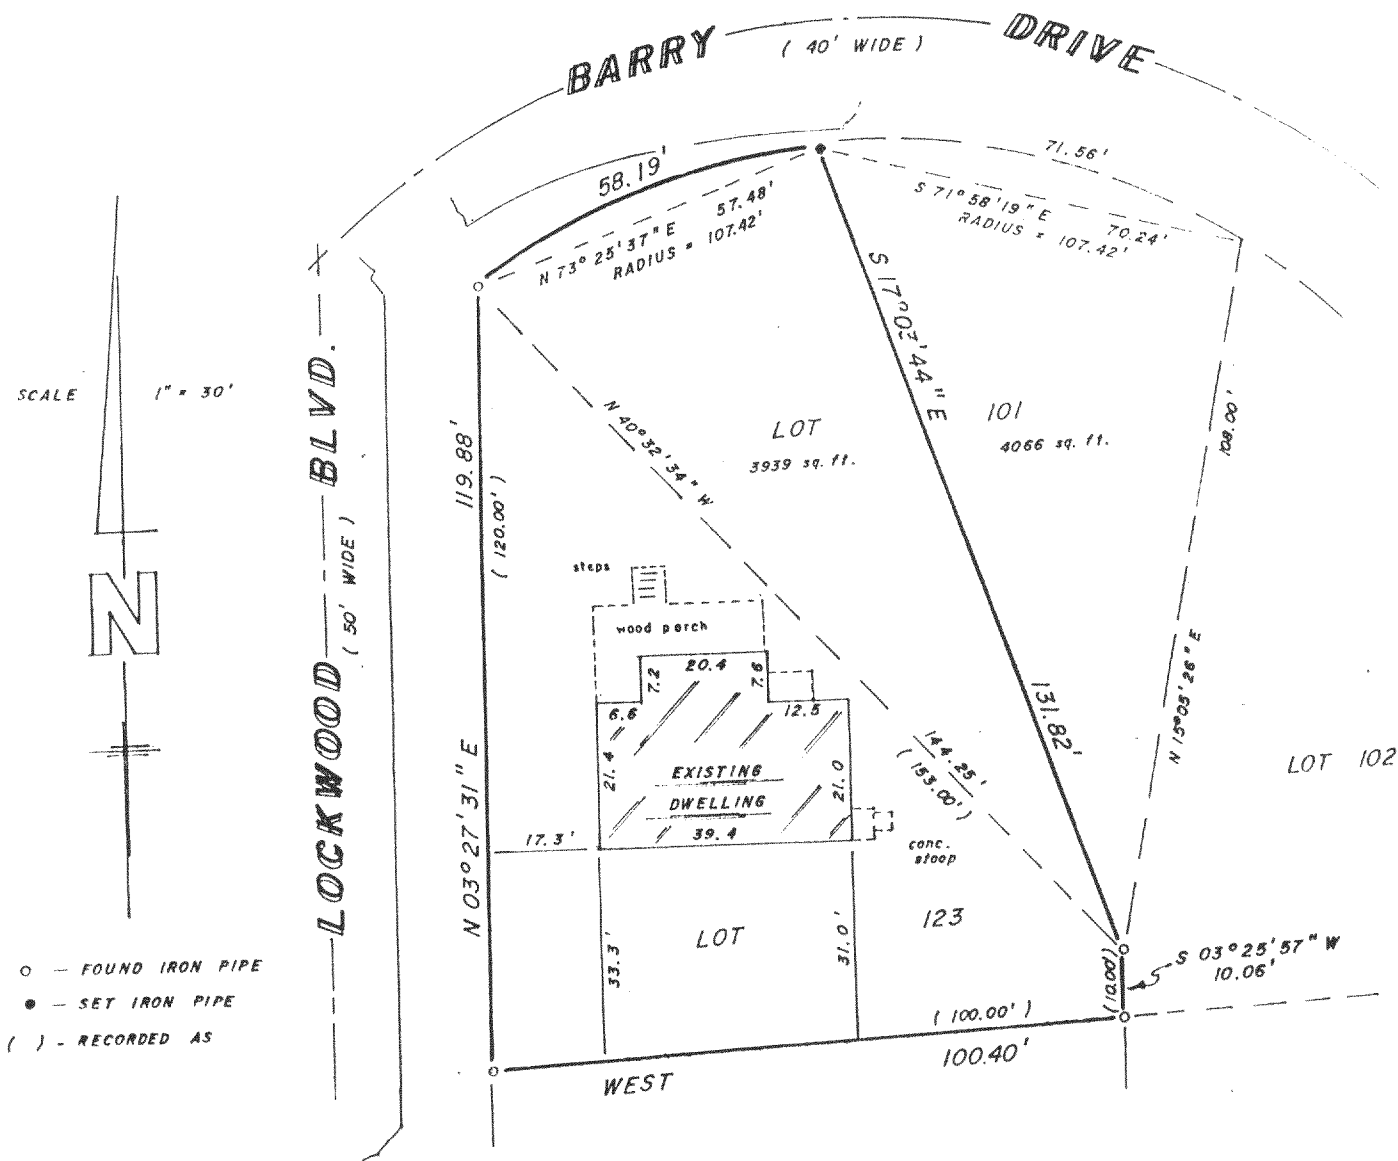 BARRY DRIVE
( 40' WIDE )
58.19'
71.56'
N 73° 25' 37" E 57.48'
RADIUS = 107.42'
S 71° 58' 19" E 70.24'
RADIUS = 107.42'
SCALE 1" = 30'
N
LOCKWOOD BLVD.
( 50' WIDE )
119.88'
( 120.00' )
N 03° 27' 31" E
N 40° 32' 34" W
144.25'
( 153.00' )
S 17° 02' 44" E
131.82'
LOT 101
3939 sq. ft.
4066 sq. ft.
108.00'
N 15° 05' 26" E
LOT 102
steps
wood porch
20.4
7.2
7.6
6.6
12.5
21.4
21.0
EXISTING
DWELLING
39.4
17.3'
conc.
stoop
33.3'
31.0'
LOT 123
S 03° 25' 57" W
10.06'
(10.00')
( 100.00' )
100.40'
WEST
○ — FOUND IRON PIPE
● — SET IRON PIPE
( ) - RECORDED AS